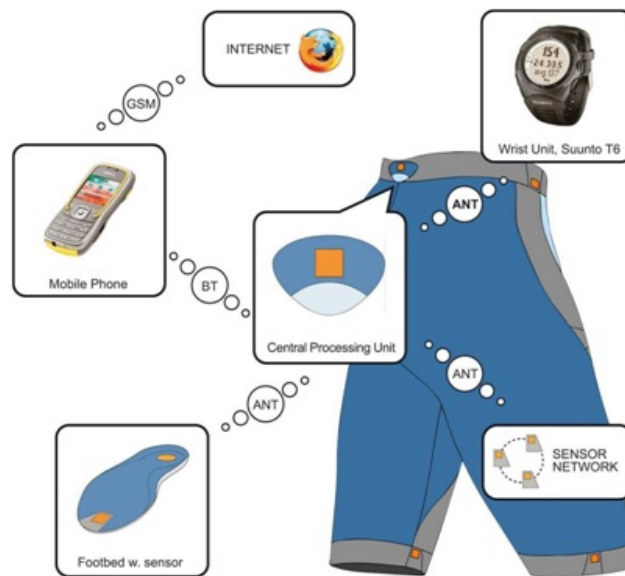 INTERNET
GSM
Wrist Unit, Suunto T6
ANT
Mobile Phone
BT
Central Processing Unit
ANT
ANT
SENSOR
NETWORK
Footbed w. sensor